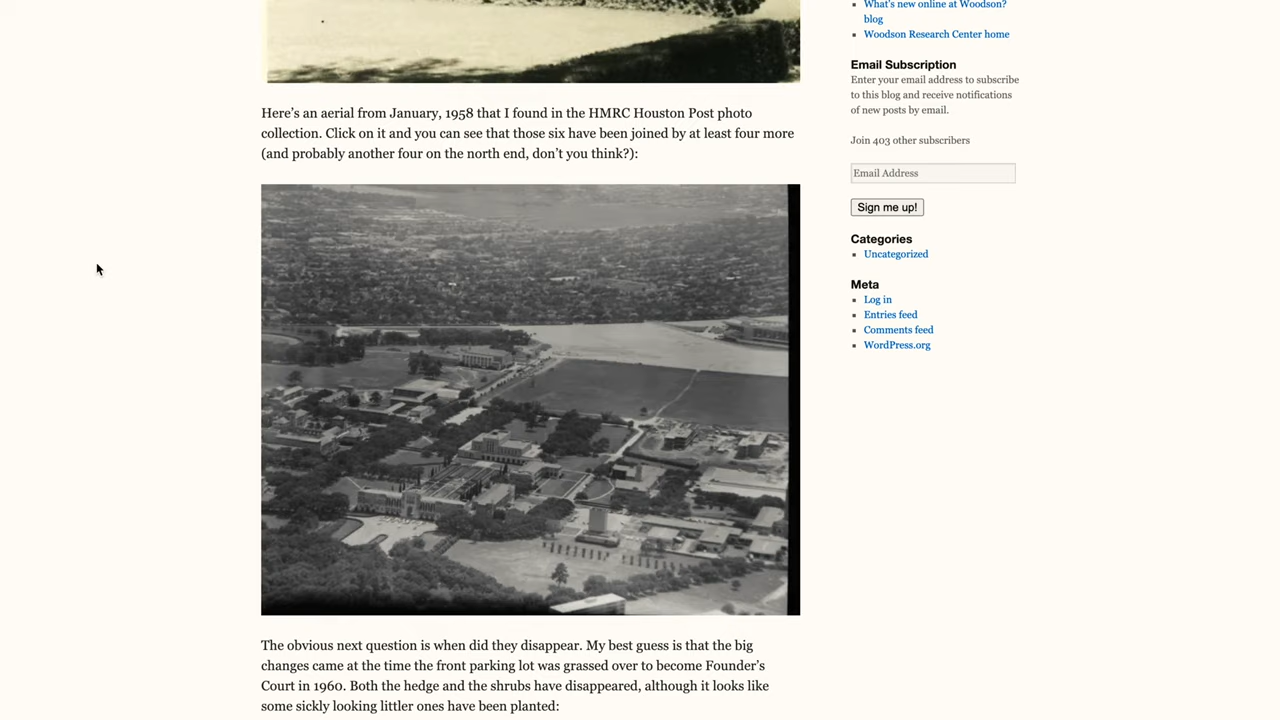 Here's an aerial from January, 1958 that I found in the HMRC Houston Post photo
collection. Click on it and you can see that those six have been joined by at least four more
(and probably another four on the north end, don't you think?):
The obvious next question is when did they disappear. My best guess is that the big
changes came at the time the front parking lot was grassed over to become Founder's
Court in 1960. Both the hedge and the shrubs have disappeared, although it looks like
some sickly looking littler ones have been planted:
What's new online at Woodson?
blog
Woodson Research Center home
Email Subscription
Enter your email address to subscribe
to this blog and receive notifications
of new posts by email.
Join 403 other subscribers
Email Address
Sign me up!
Categories
Uncategorized
Meta
Log in
Entries feed
Comments feed
WordPress.org